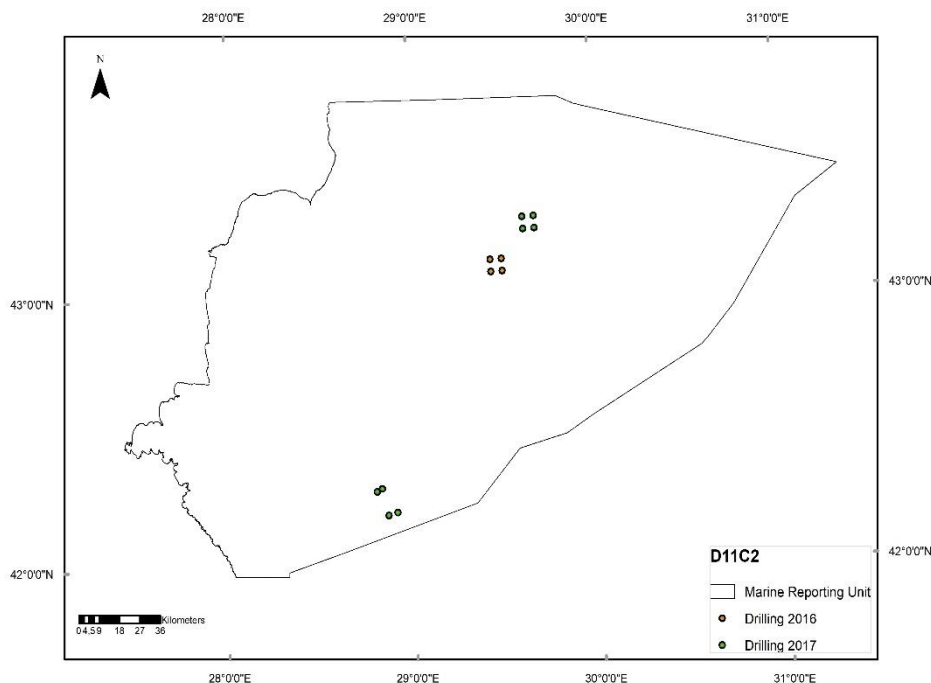 28°0'0"E 29°0'0"E 30°0'0"E 31°0'0"E
N
43°0'0"N
43°0'0"N
42°0'0"N
42°0'0"N
D11C2
Marine Reporting Unit
Drilling 2016
Drilling 2017
Kilometers
0 4,5 9 18 27 36
28°0'0"E 29°0'0"E 30°0'0"E 31°0'0"E